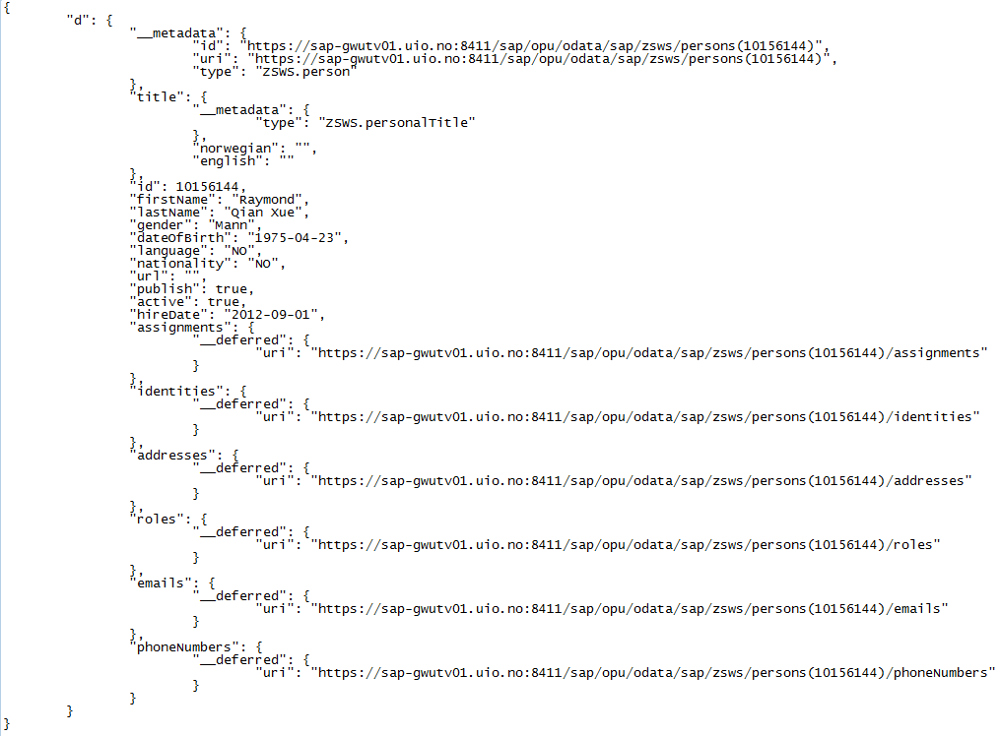 {
"d": {
"__metadata": {
"id": "https://sap-gwutv01.uio.no:8411/sap/opu/odata/sap/zsws/persons(10156144)",
"uri": "https://sap-gwutv01.uio.no:8411/sap/opu/odata/sap/zsws/persons(10156144)",
"type": "ZSWS.person"
},
"title": {
"__metadata": {
"type": "ZSWS.personalTitle"
},
"norwegian": "",
"english": ""
},
"id": 10156144,
"firstName": "Raymond",
"lastName": "Qian Xue",
"gender": "Mann",
"dateOfBirth": "1975-04-23",
"language": "NO",
"nationality": "NO",
"url": "",
"publish": true,
"active": true,
"hireDate": "2012-09-01",
"assignments": {
"__deferred": {
"uri": "https://sap-gwutv01.uio.no:8411/sap/opu/odata/sap/zsws/persons(10156144)/assignments"
}
},
"identities": {
"__deferred": {
"uri": "https://sap-gwutv01.uio.no:8411/sap/opu/odata/sap/zsws/persons(10156144)/identities"
}
},
"addresses": {
"__deferred": {
"uri": "https://sap-gwutv01.uio.no:8411/sap/opu/odata/sap/zsws/persons(10156144)/addresses"
}
},
"roles": {
"__deferred": {
"uri": "https://sap-gwutv01.uio.no:8411/sap/opu/odata/sap/zsws/persons(10156144)/roles"
}
},
"emails": {
"__deferred": {
"uri": "https://sap-gwutv01.uio.no:8411/sap/opu/odata/sap/zsws/persons(10156144)/emails"
}
},
"phoneNumbers": {
"__deferred": {
"uri": "https://sap-gwutv01.uio.no:8411/sap/opu/odata/sap/zsws/persons(10156144)/phoneNumbers"
}
}
}
}